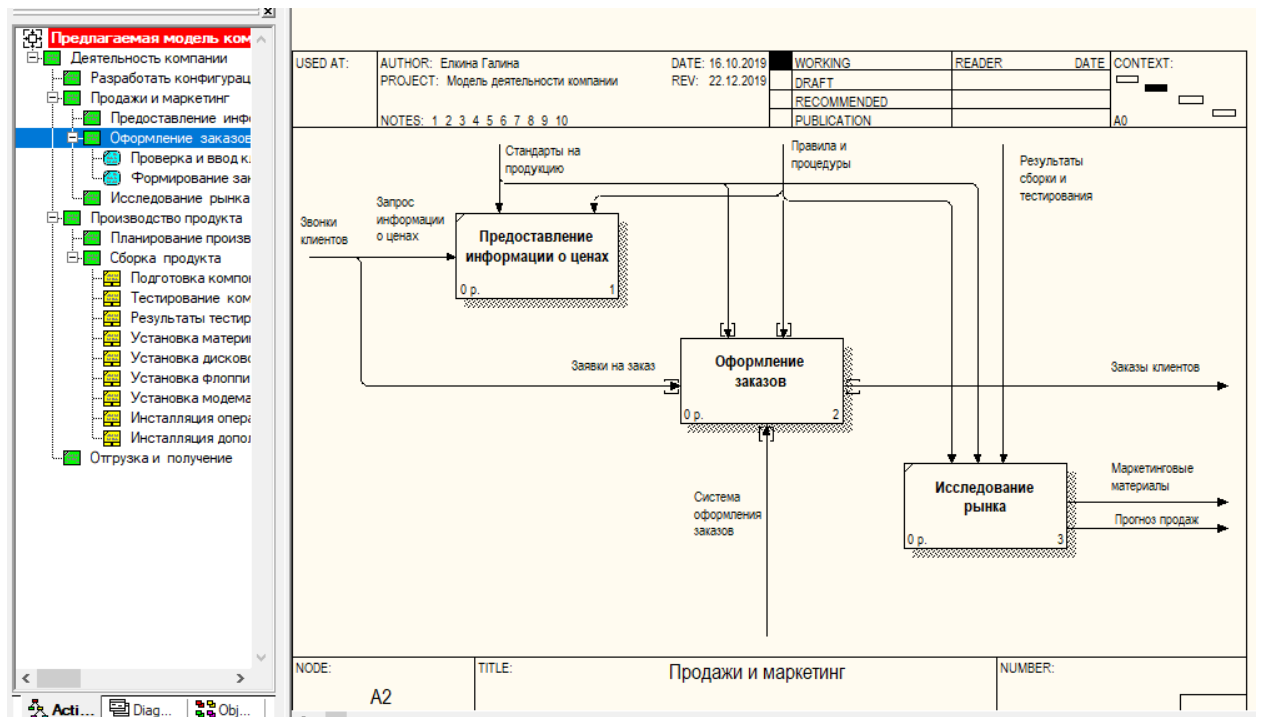 Предлагаемая модель ком
Деятельность компании
Разработать конфигурац
Продажи и маркетинг
Предоставление инфо
Оформление заказов
Проверка и ввод к
Формирование зак
Исследование рынка
Производство продукта
Планирование произв
Сборка продукта
Подготовка компон
Тестирование ком
Результаты тестир
Установка матери
Установка дисково
Установка флоппи
Установка модема
Инсталляция опера
Инсталляция допол
Отгрузка и получение
Acti...
Diag...
Obj...
USED AT:
AUTHOR: Елкина Галина
DATE: 16.10.2019
PROJECT: Модель деятельности компании
REV: 22.12.2019
NOTES: 1 2 3 4 5 6 7 8 9 10
WORKING
DRAFT
RECOMMENDED
PUBLICATION
READER
DATE
CONTEXT:
A0
Стандарты на
продукцию
Правила и
процедуры
Результаты
сборки и
тестирования
Звонки
клиентов
Запрос
информации
о ценах
Предоставление
информации о ценах
0 р.
1
Заявки на заказ
Оформление
заказов
0 р.
2
Заказы клиентов
Система
оформления
заказов
Исследование
рынка
0 р.
3
Маркетинговые
материалы
Прогноз продаж
NODE:
A2
TITLE:
Продажи и маркетинг
NUMBER: